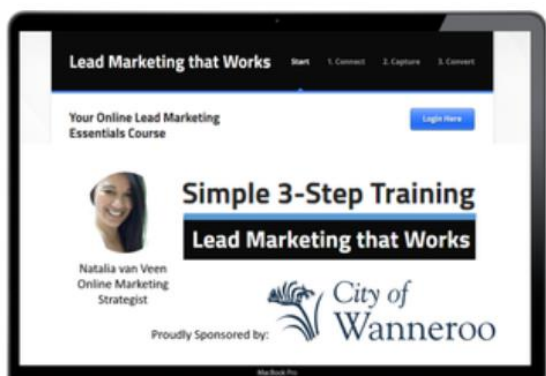 Lead Marketing that Works Start 1. Connect 2. Capture 3. Convert
Your Online Lead Marketing
Essentials Course
Login Here
Simple 3-Step Training
Lead Marketing that Works
Natalia van Veen
Online Marketing
Strategist
City of
Wanneroo
Proudly Sponsored by:
MacBook Pro